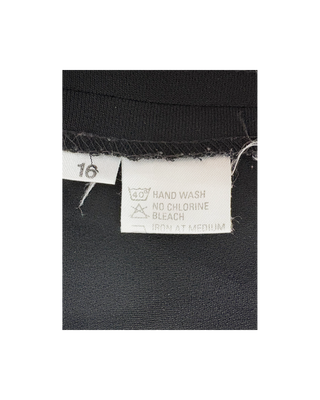 16
40° HAND WASH
NO CHLORINE
BLEACH
IRON AT MEDIUM